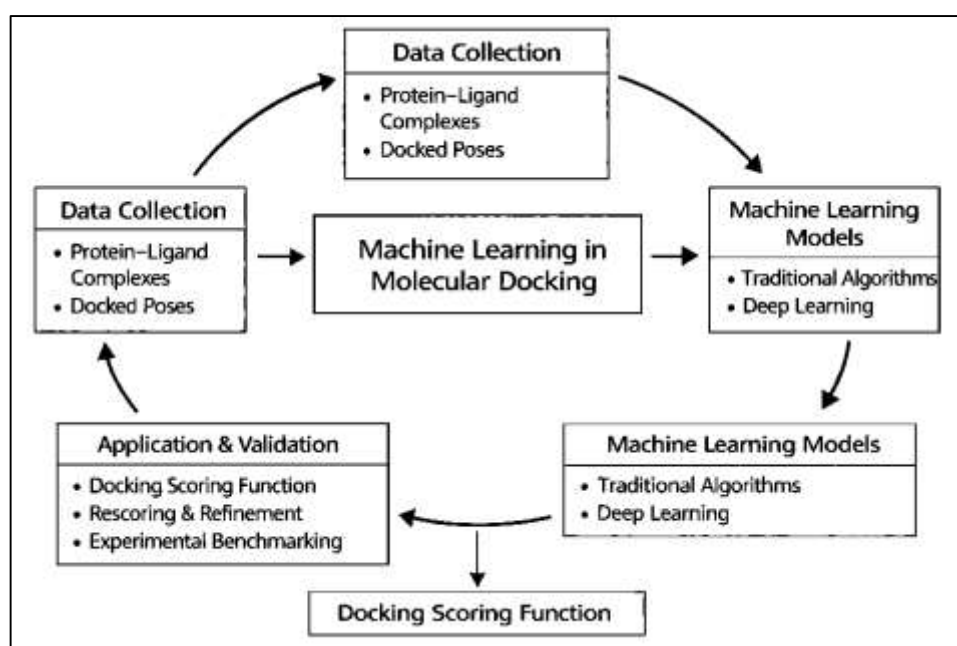 Data Collection
• Protein–Ligand
Complexes
• Docked Poses
Data Collection
• Protein–Ligand
Complexes
• Docked Poses
Machine Learning in
Molecular Docking
Machine Learning
Models
• Traditional Algorithms
• Deep Learning
Application & Validation
• Docking Scoring Function
• Rescoring & Refinement
• Experimental Benchmarking
Machine Learning Models
• Traditional Algorithms
• Deep Learning
Docking Scoring Function